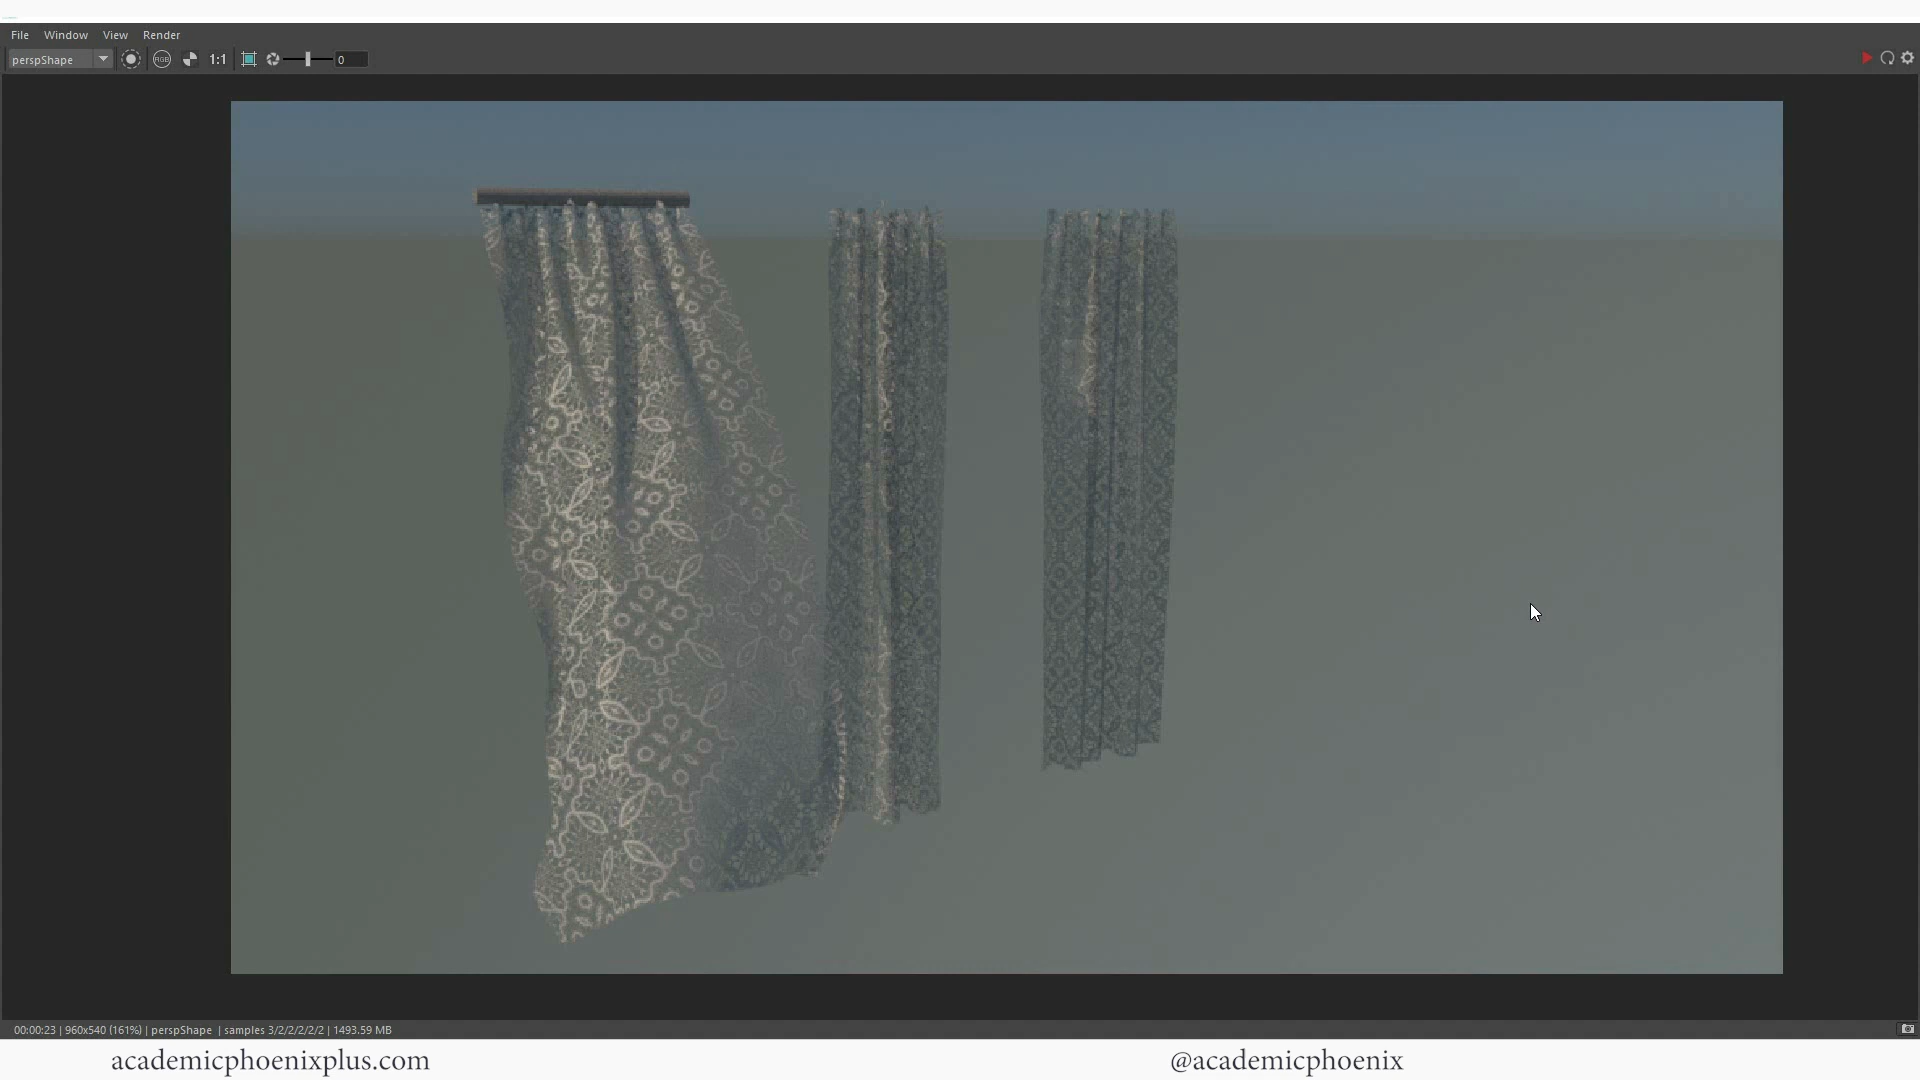 File Window View Render
perspShape RGB 1:1 0
00:00:23 | 960x540 (161%) | perspShape | samples 3/2/2/2/2/2 | 1493.59 MB
academicphoenixplus.com @academicphoenix